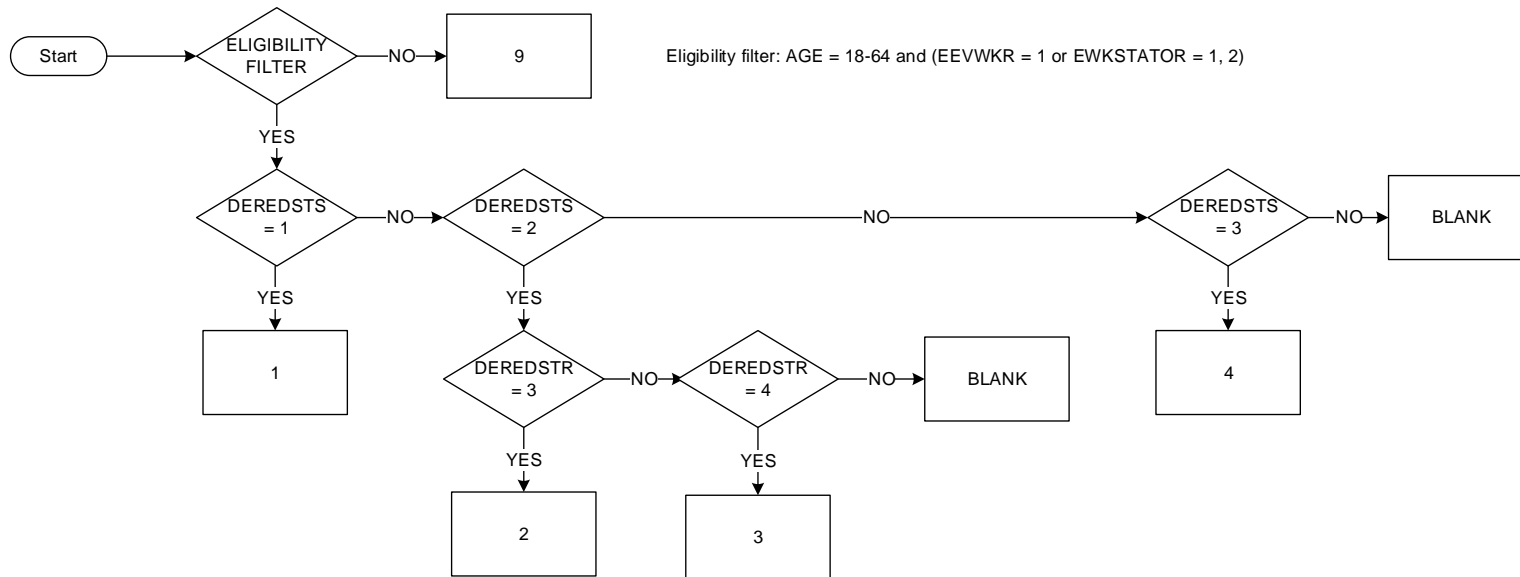 Start
ELIGIBILITY
FILTER
NO
9
Eligibility filter: AGE = 18-64 and (EEVWKR = 1 or EWKSTATOR = 1, 2)
YES
DEREDSTS
= 1
NO
DEREDSTS
= 2
NO
DEREDSTS
= 3
NO
BLANK
YES
YES
YES
1
DEREDSTR
= 3
NO
DEREDSTR
= 4
NO
BLANK
4
YES
YES
2
3